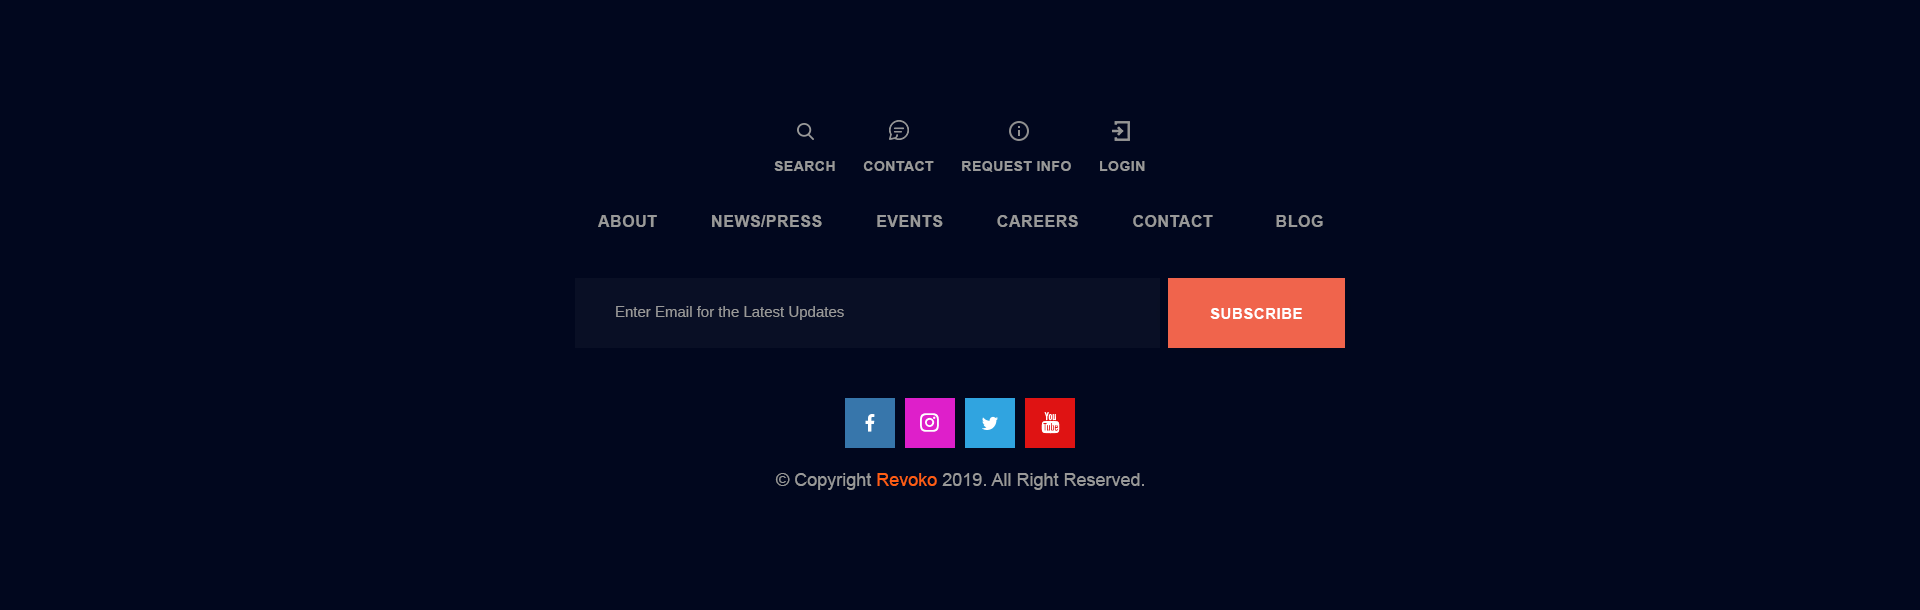 SEARCH CONTACT REQUEST INFO LOGIN
ABOUT NEWS/PRESS EVENTS CAREERS CONTACT BLOG
Enter Email for the Latest Updates SUBSCRIBE
You
Tube
© Copyright Revoko 2019. All Right Reserved.